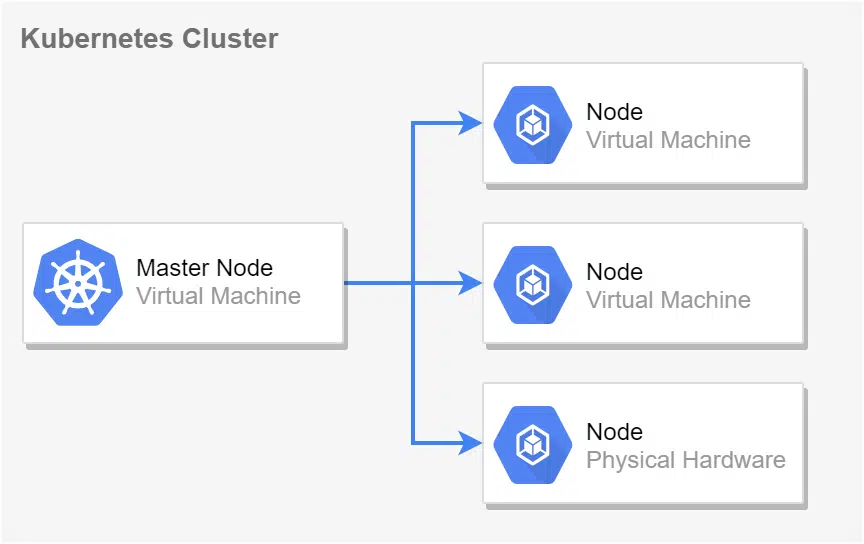 Kubernetes Cluster
Node
Virtual Machine
Master Node
Virtual Machine
Node
Virtual Machine
Node
Physical Hardware